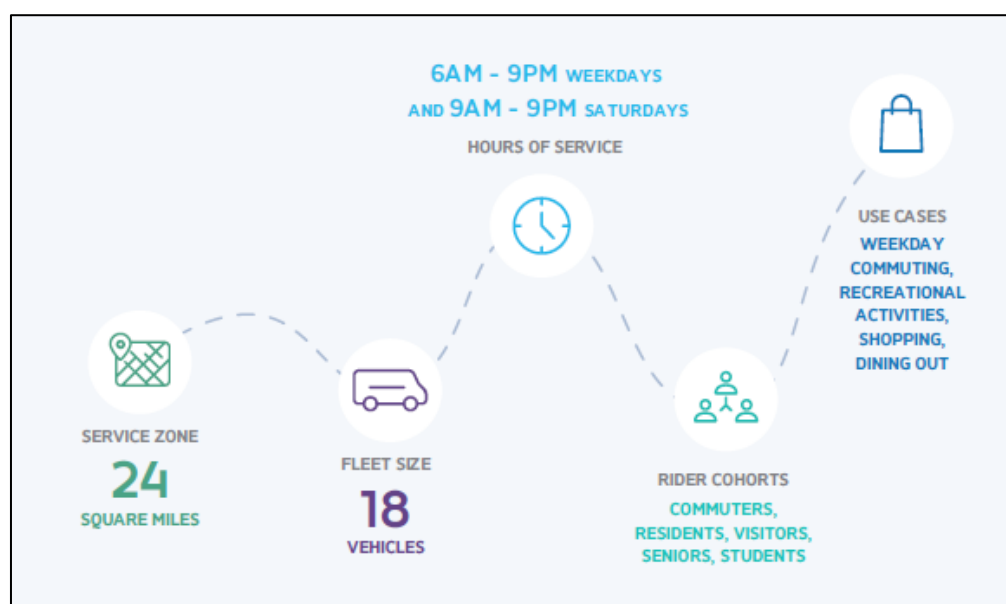 6AM - 9PM WEEKDAYS
AND 9AM - 9PM SATURDAYS
HOURS OF SERVICE
USE CASES
WEEKDAY
COMMUTING,
RECREATIONAL
ACTIVITIES,
SHOPPING,
DINING OUT
SERVICE ZONE
24
SQUARE MILES
FLEET SIZE
18
VEHICLES
RIDER COHORTS
COMMUTERS,
RESIDENTS, VISITORS,
SENIORS, STUDENTS